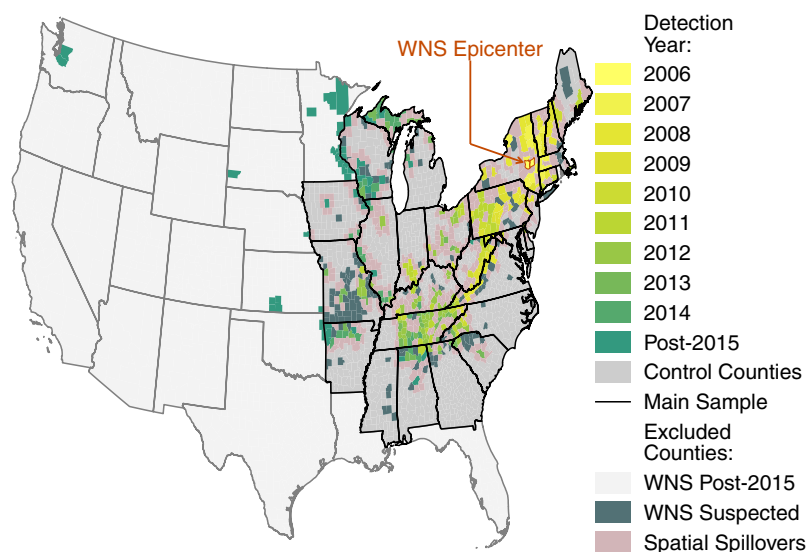 WNS Epicenter
Detection
Year:
2006
2007
2008
2009
2010
2011
2012
2013
2014
Post-2015
Control Counties
Main Sample
Excluded
Counties:
WNS Post-2015
WNS Suspected
Spatial Spillovers